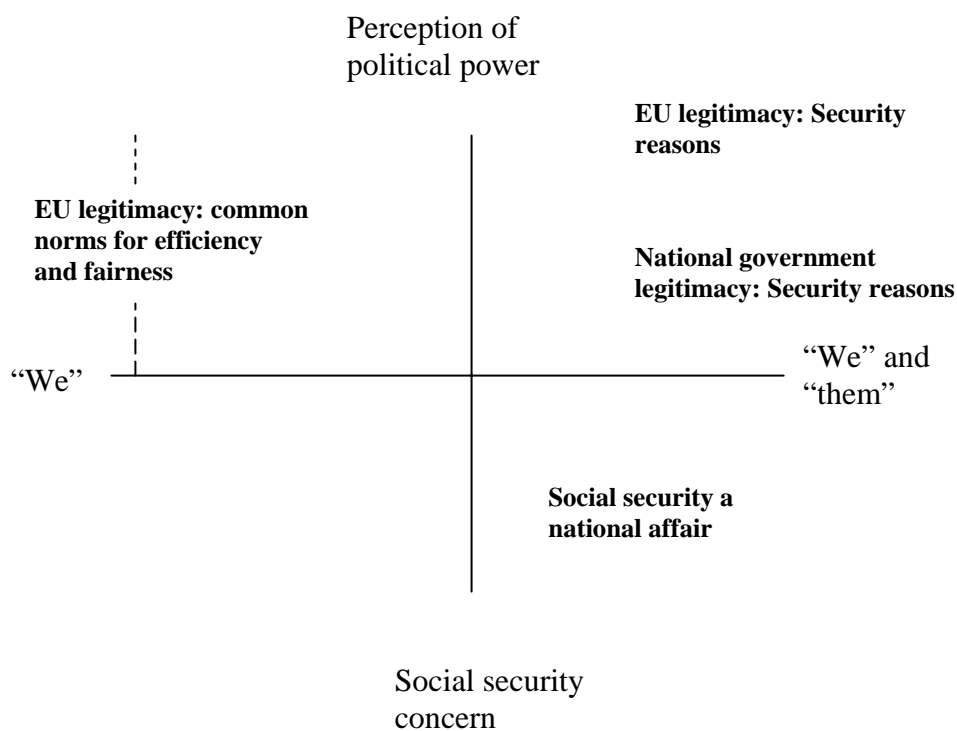 Perception of
political power
EU legitimacy: Security
reasons
EU legitimacy: common
norms for efficiency
and fairness
National government
legitimacy: Security reasons
“We”
“We” and
“them”
Social security a
national affair
Social security
concern